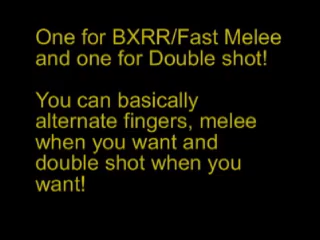 One for BXRR/Fast Melee
and one for Double shot!
You can basically
alternate fingers, melee
when you want and
double shot when you
want!